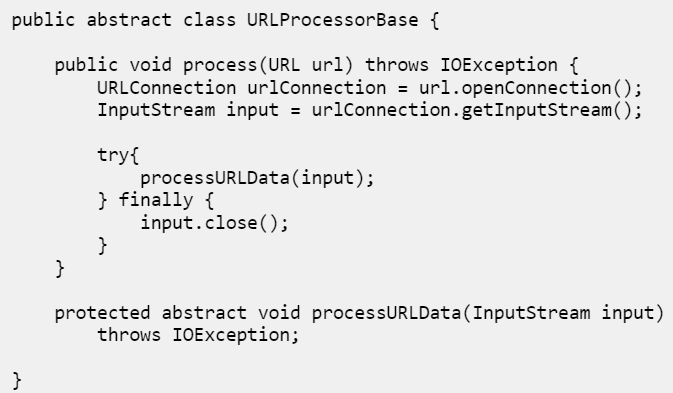 public abstract class URLProcessorBase {
    public void process(URL url) throws IOException {
        URLConnection urlConnection = url.openConnection();
        InputStream input = urlConnection.getInputStream();
        try{
            processURLData(input);
        } finally {
            input.close();
        }
    }
    protected abstract void processURLData(InputStream input)
        throws IOException;
}